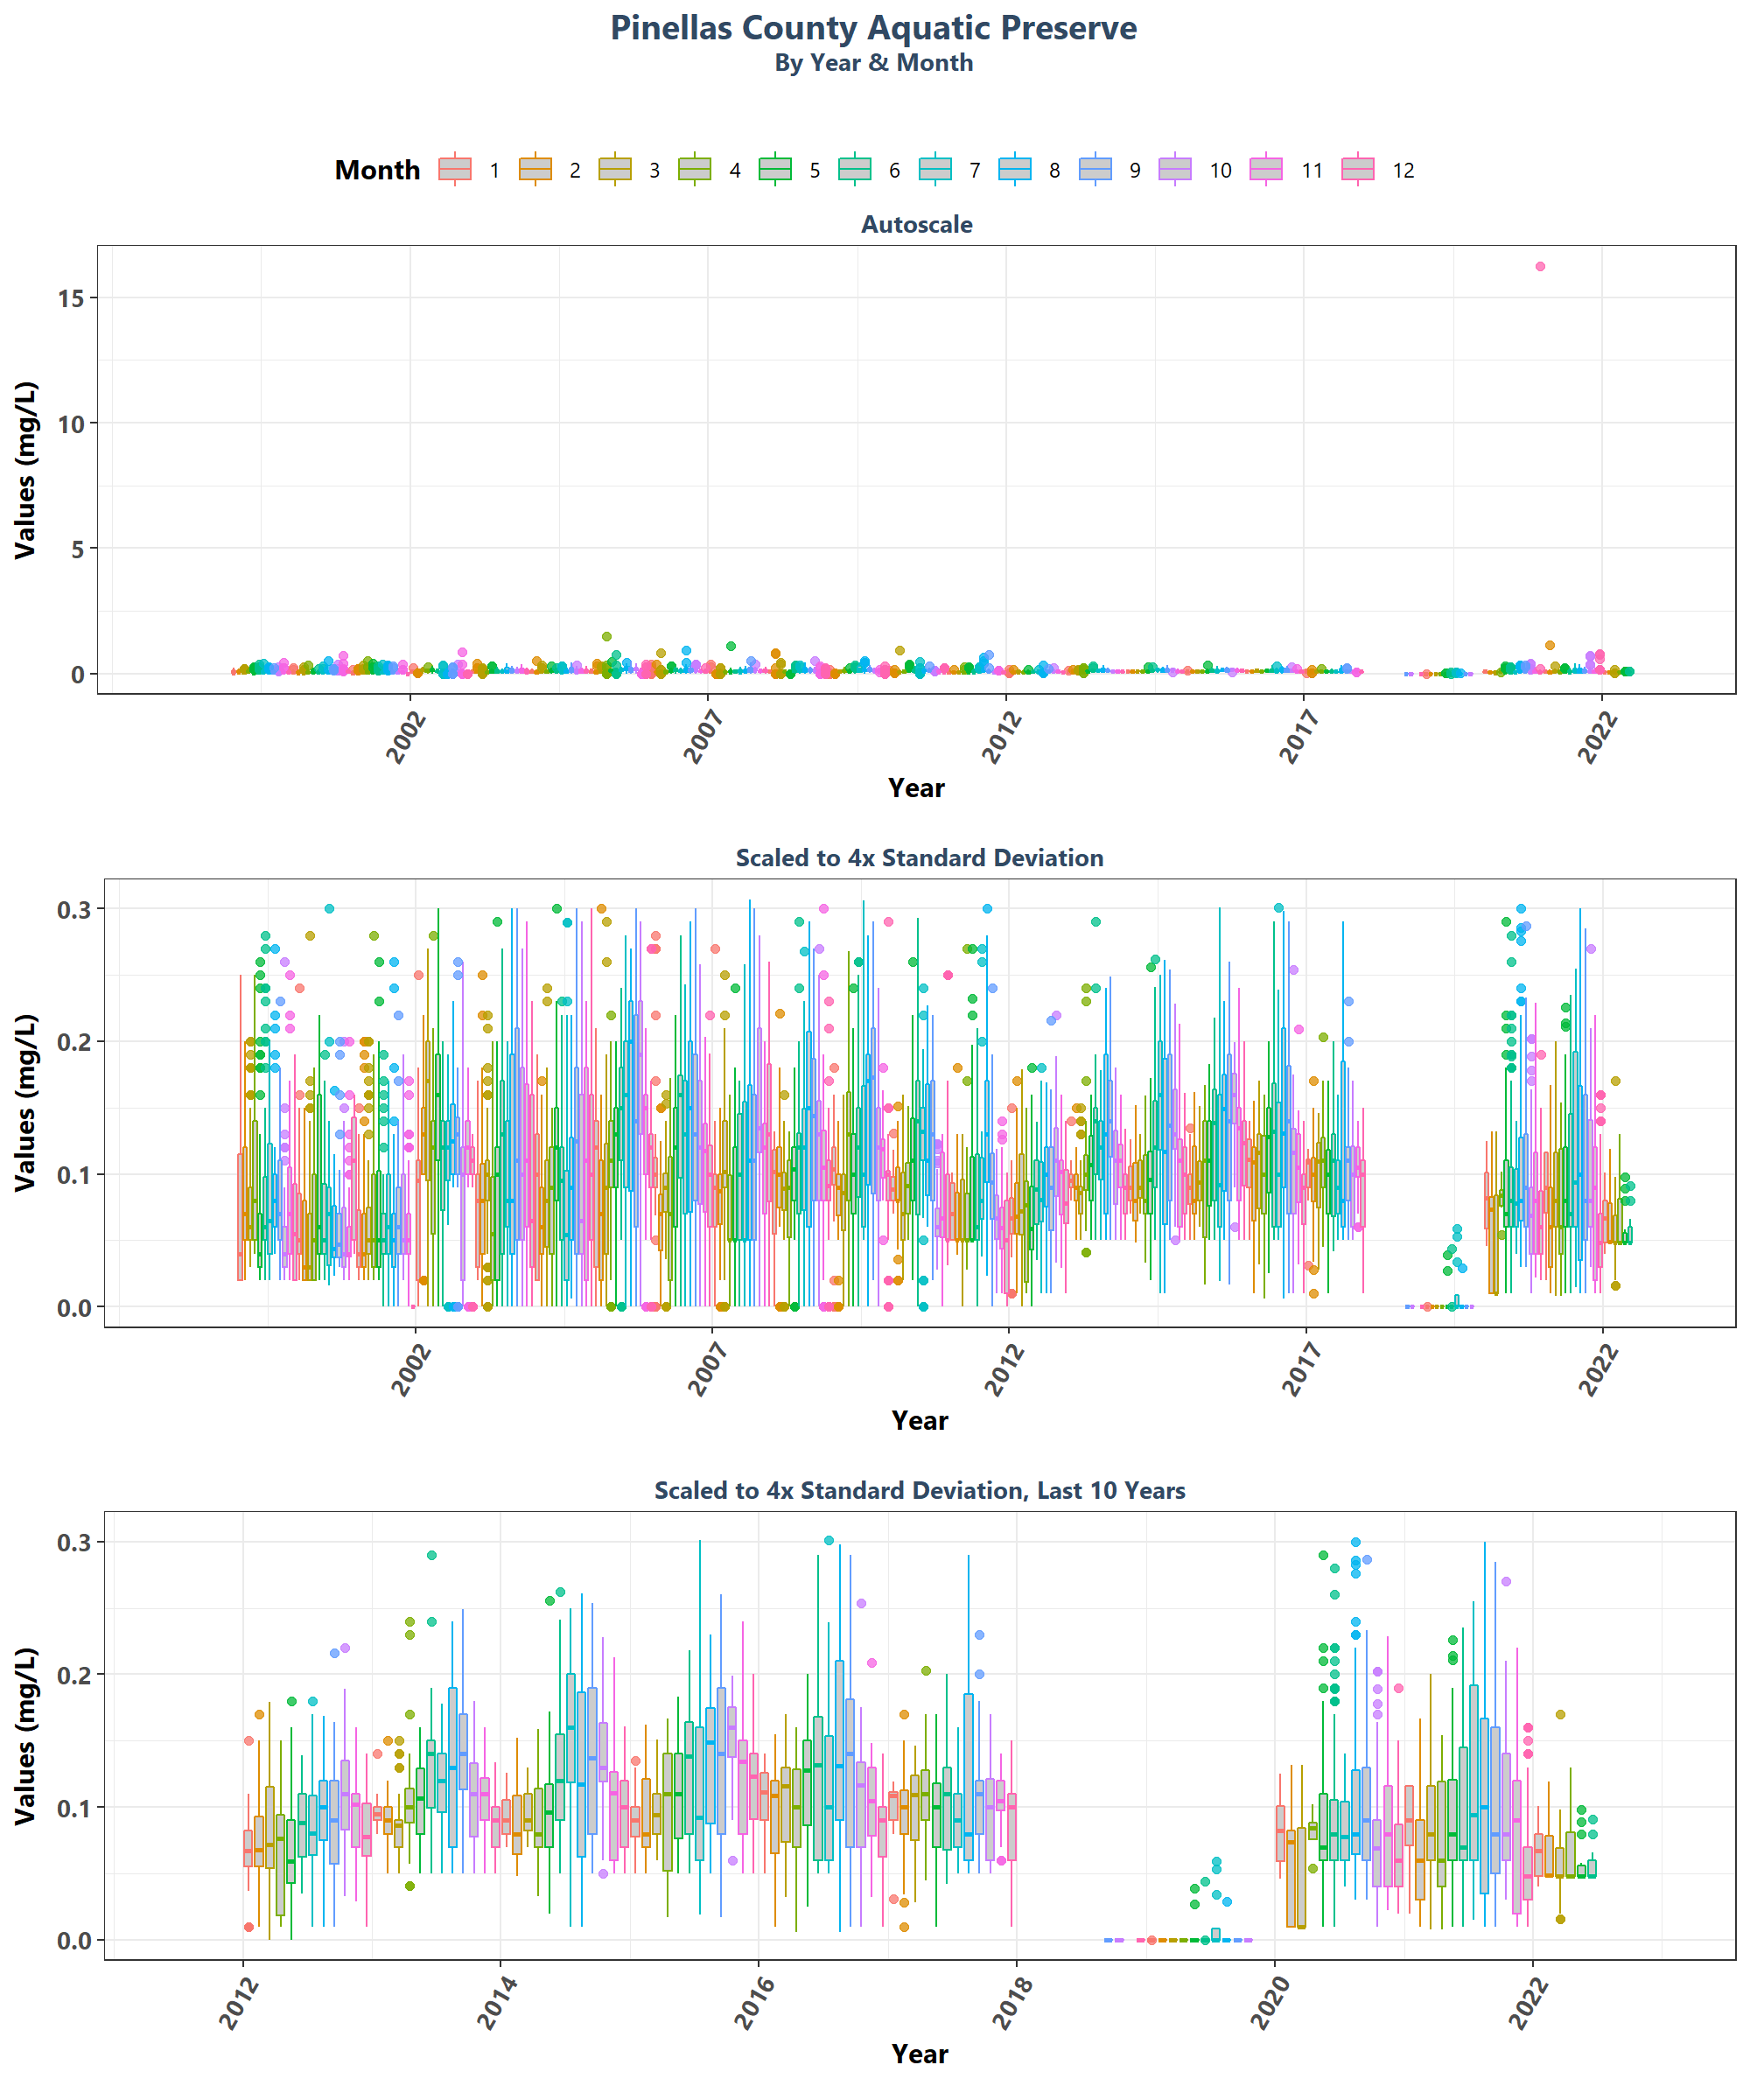 Pinellas County Aquatic Preserve
By Year & Month
Month 1 2 3 4 5 6 7 8 9 10 11 12
Autoscale
Values (mg/L)
15
10
5
0
2002 2007 2012 2017 2022
Year
Scaled to 4x Standard Deviation
Values (mg/L)
0.3
0.2
0.1
0.0
2002 2007 2012 2017 2022
Year
Scaled to 4x Standard Deviation, Last 10 Years
Values (mg/L)
0.3
0.2
0.1
0.0
2012 2014 2016 2018 2020 2022
Year